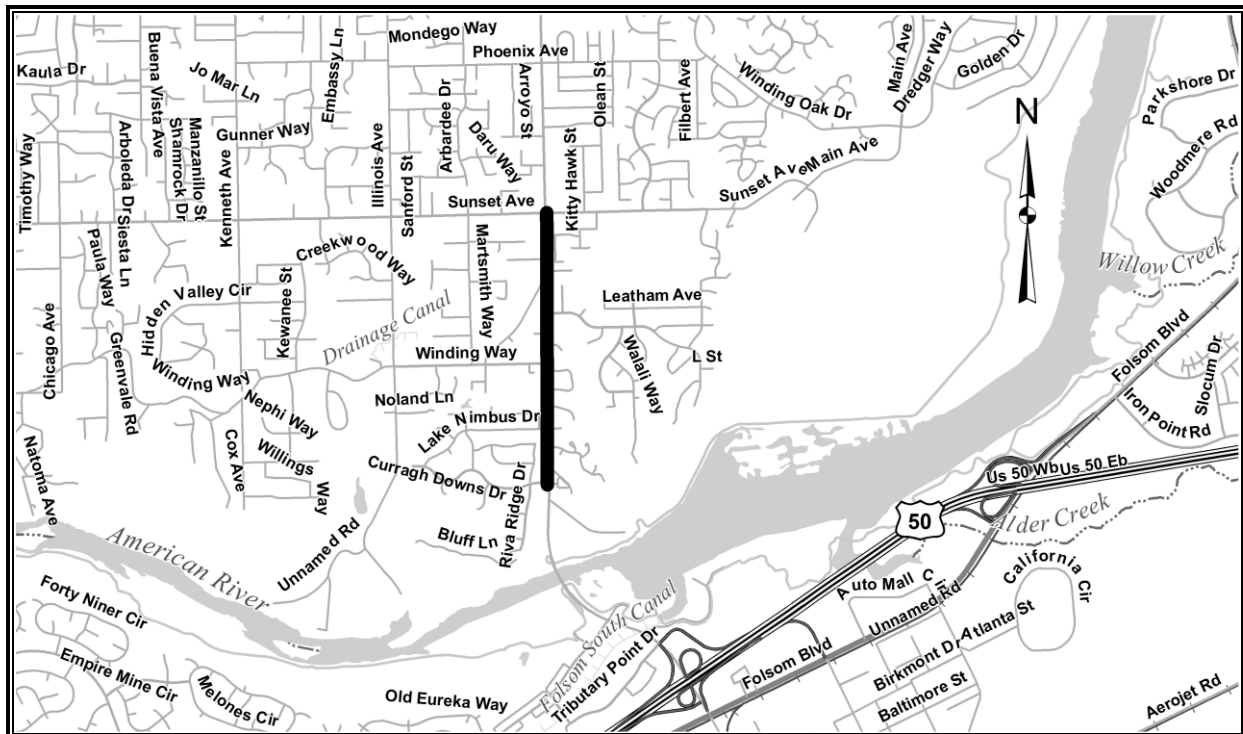 Mondego Way
Phoenix Ave
Kaula Dr
Buena Vista Ave
Jo Mar Ln
Embassy Ln
Arroyo St
Olean St
Filbert Ave
Winding Oak Dr
Main Ave
Dredger Way
Golden Dr
Parkshore Dr
Woodmere Rd
N
Timothy Way
Arboleda Dr
Shamrock Dr
Manzanillo St
Gunner Way
Kenneth Ave
Illinois Ave
Sanford St
Arbardee Dr
Daru Way
Kitty Hawk St
Sunset Ave
Sunset Ave
Main Ave
Siesta Ln
Paula Way
Creekwood Way
Martsmith Way
Willow Creek
Hidden Valley Cir
Kewanee St
Drainage Canal
Leatham Ave
Walali Way
L St
Winding Way
Chicago Ave
Greenvale Rd
Winding Way
Nephi Way
Noland Ln
Lake Nimbus Dr
Folsom Blvd
Slocum Dr
Iron Point Rd
Natoma Ave
Cox Ave
Willings Way
Curragh Downs Dr
Riva Ridge Dr
Bluff Ln
Us 50 Wb
Us 50 Eb
50
Alder Creek
American River
Unnamed Rd
Forty Niner Cir
Empire Mine Cir
Melones Cir
Old Eureka Way
Folsom South Canal
Tributary Point Dr
Auto Mall Cir
Unnamed Rd
California Cir
Atlanta St
Folsom Blvd
Birkmont Dr
Baltimore St
Aerojet Rd